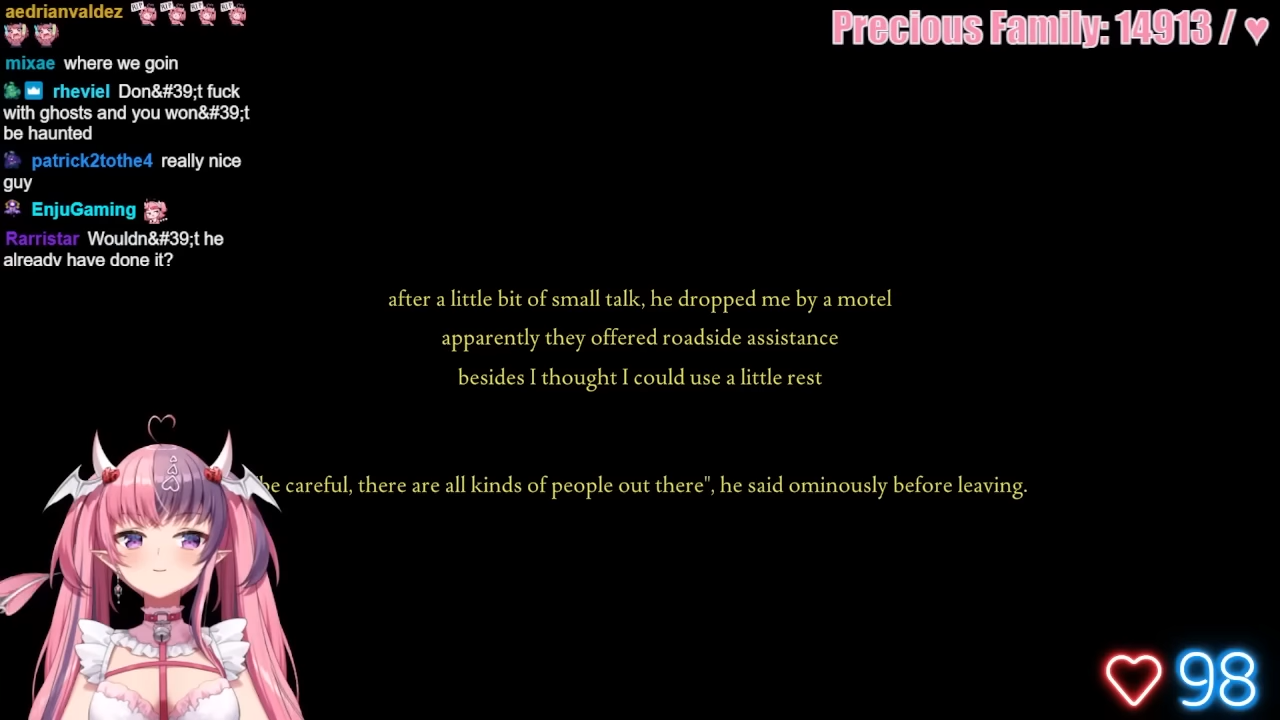 aedrianvaldez
Precious Family: 14913 / ♥
mixae where we goin
rheviel Don&#39;t fuck
with ghosts and you won&#39;t
be haunted
patrick2tothe4 really nice
guy
EnjuGaming
Rarristar Wouldn&#39;t he
already have done it?
after a little bit of small talk, he dropped me by a motel
apparently they offered roadside assistance
besides I thought I could use a little rest
be careful, there are all kinds of people out there", he said ominously before leaving.
98